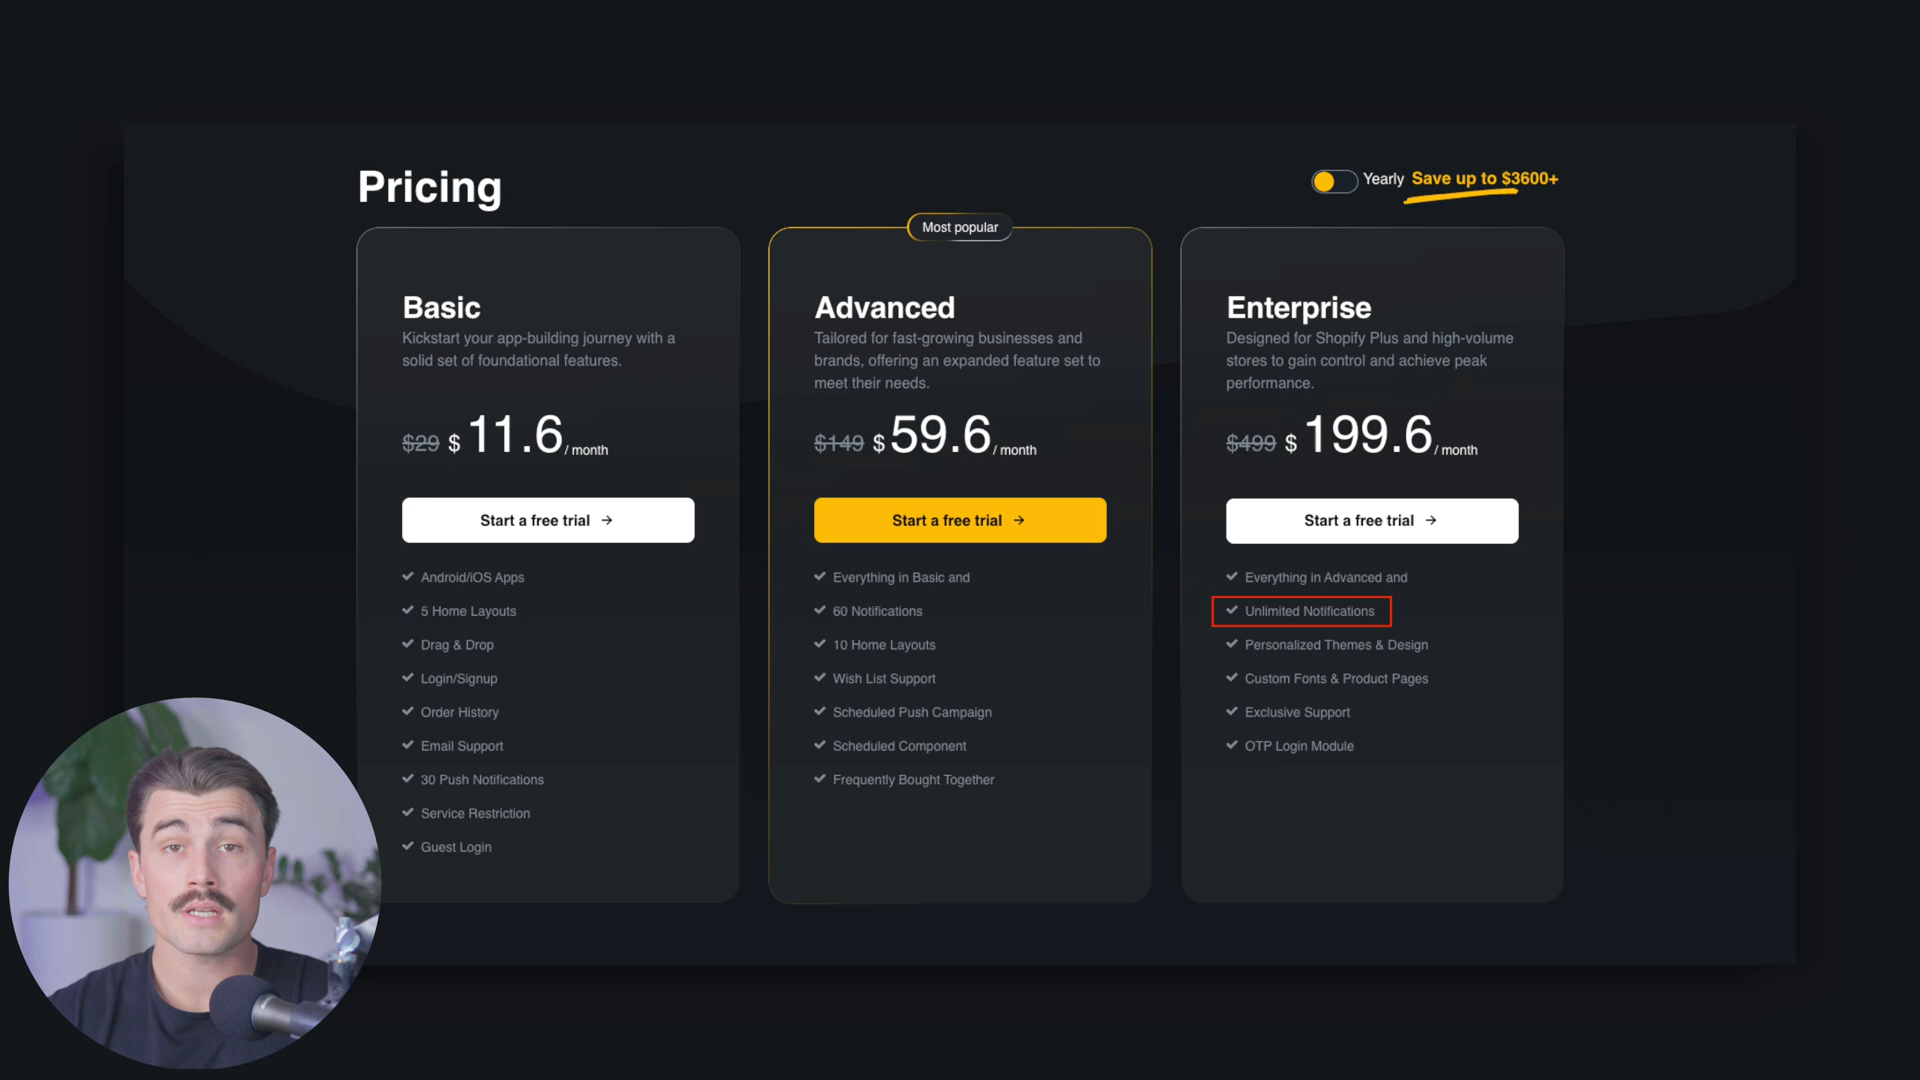 Pricing
Yearly Save up to $3600+
Most popular
Basic
Kickstart your app-building journey with a
solid set of foundational features.
$29 $ 11.6 / month
Start a free trial →
Android/iOS Apps
5 Home Layouts
Drag & Drop
Login/Signup
Order History
Email Support
30 Push Notifications
Service Restriction
Guest Login
Advanced
Tailored for fast-growing businesses and
brands, offering an expanded feature set to
meet their needs.
$149 $ 59.6 / month
Start a free trial →
Everything in Basic and
60 Notifications
10 Home Layouts
Wish List Support
Scheduled Push Campaign
Scheduled Component
Frequently Bought Together
Enterprise
Designed for Shopify Plus and high-volume
stores to gain control and achieve peak
performance.
$499 $ 199.6 / month
Start a free trial →
Everything in Advanced and
Unlimited Notifications
Personalized Themes & Design
Custom Fonts & Product Pages
Exclusive Support
OTP Login Module